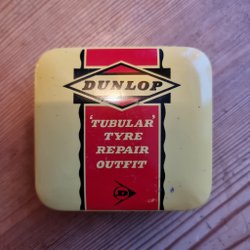 DUNLOP
'TUBULAR'
TYRE
REPAIR
OUTFIT